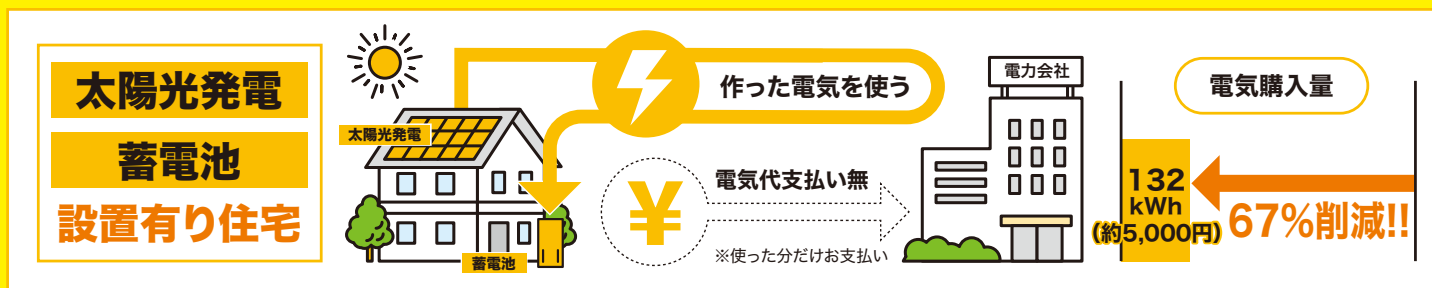 太陽光発電
蓄電池
設置有り住宅
太陽光発電
蓄電池
作った電気を使う
¥
電気代支払い無
※使った分だけお支払い
電力会社
電気購入量
132
kWh
(約5,000円)
67%削減!!